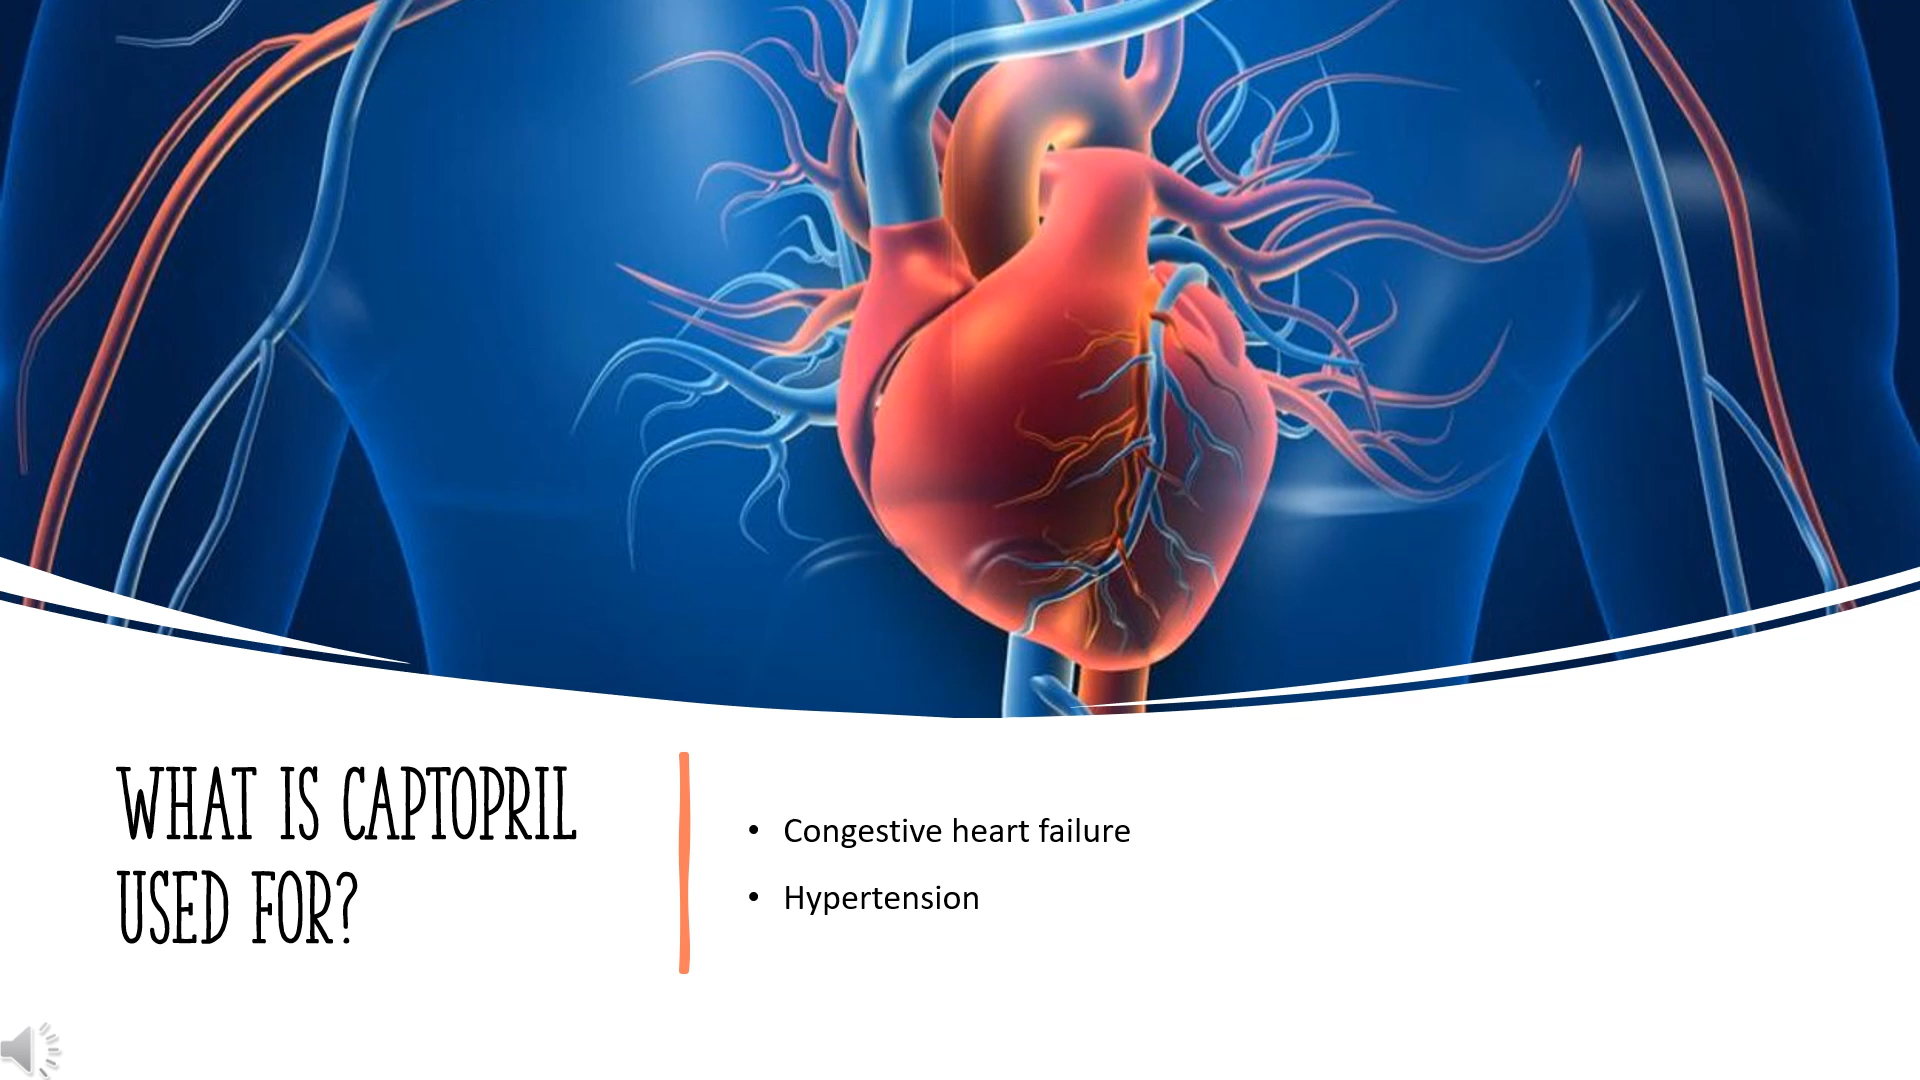 WHAT IS CAPTOPRIL
USED FOR?
• Congestive heart failure
• Hypertension